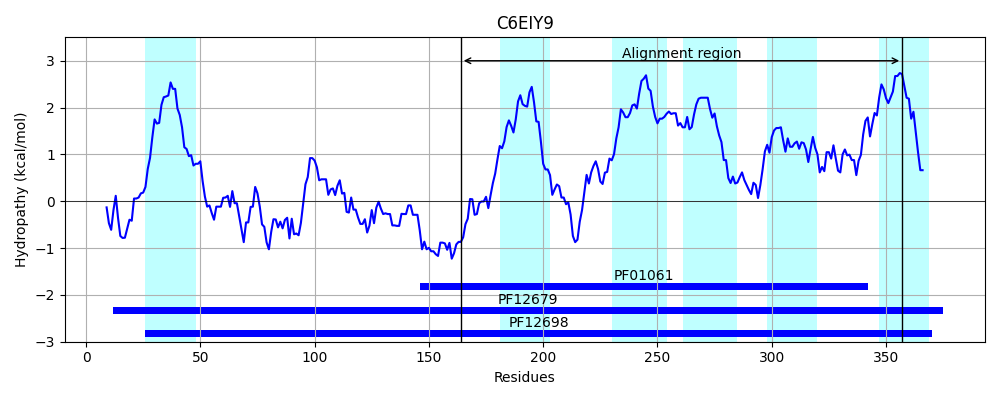 C6EIY9
Hydropathy (kcal/mol)
3
2
1
0
−1
−2
−3
Alignment region
PF01061
PF12679
PF12698
0 50 100 150 200 250 300 350
Residues